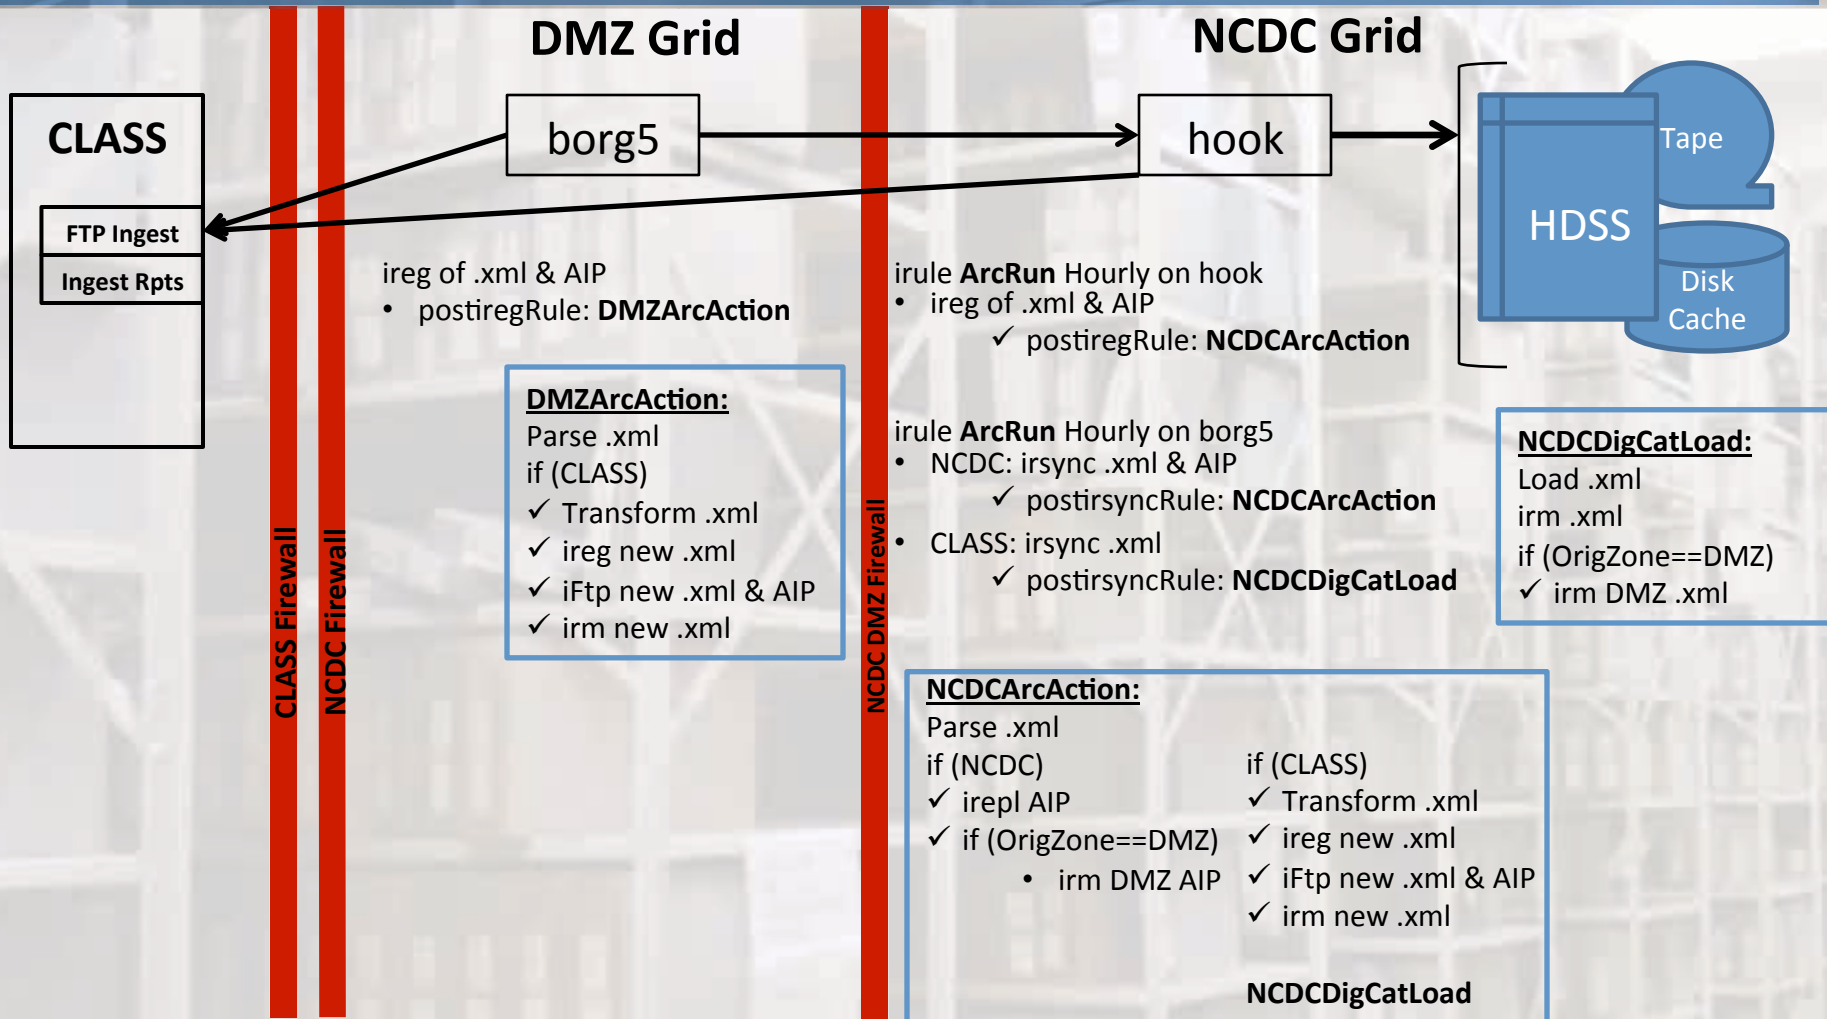 DMZ Grid
NCDC Grid
CLASS
FTP Ingest
Ingest Rpts
borg5
hook
HDSS
Tape
Disk
Cache
CLASS Firewall
NCDC Firewall
NCDC DMZ Firewall
ireg of .xml & AIP
• postiregRule: DMZArcAction
DMZArcAction:
Parse .xml
if (CLASS)
✓ Transform .xml
✓ ireg new .xml
✓ iFtp new .xml & AIP
✓ irm new .xml
irule ArcRun Hourly on hook
• ireg of .xml & AIP
✓ postiregRule: NCDCArcAction
irule ArcRun Hourly on borg5
• NCDC: irsync .xml & AIP
✓ postirsyncRule: NCDCArcAction
• CLASS: irsync .xml
✓ postirsyncRule: NCDCDigCatLoad
NCDCDigCatLoad:
Load .xml
irm .xml
if (OrigZone==DMZ)
✓ irm DMZ .xml
NCDCArcAction:
Parse .xml
if (NCDC)
✓ irepl AIP
✓ if (OrigZone==DMZ)
• irm DMZ AIP
if (CLASS)
✓ Transform .xml
✓ ireg new .xml
✓ iFtp new .xml & AIP
✓ irm new .xml
NCDCDigCatLoad